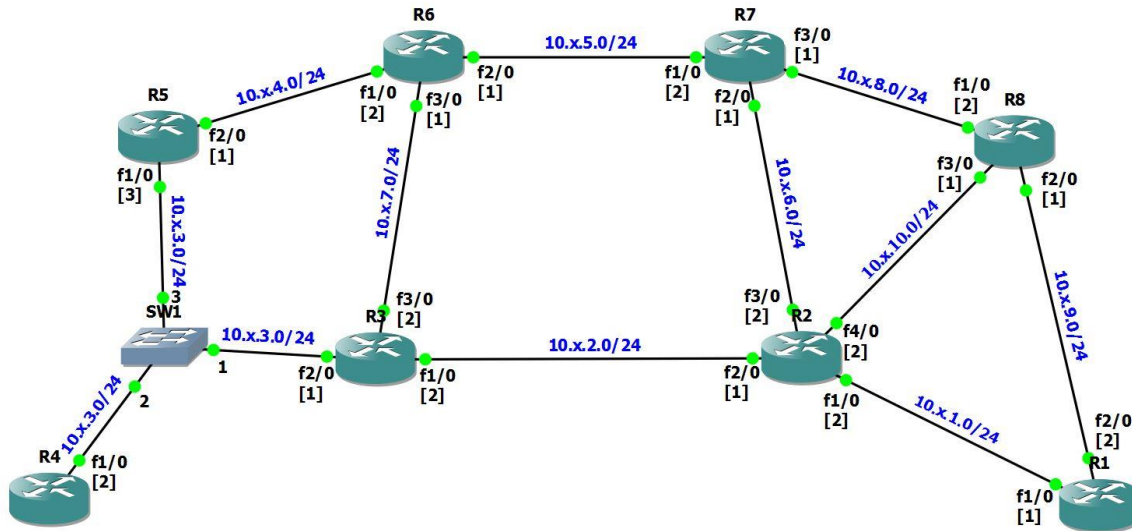 R6
R7
10.x.5.0/24
f3/0
[1]
f1/0
[2]
f2/0
[1]
10.x.4.0/24
f1/0
[2]
f2/0
[1]
f3/0
[1]
10.x.8.0/24
f1/0
[2]
R8
R5
f2/0
[1]
f1/0
[3]
10.x.7.0/24
10.x.6.0/24
f3/0
[1]
f2/0
[1]
10.x.3.0/24
10.x.10.0/24
10.x.9.0/24
3
SW1
10.x.3.0/24
1
2
f3/0
[2]
R3
f2/0
[1]
f1/0
[2]
10.x.2.0/24
f3/0
[2]
R2
f4/0
[2]
f2/0
[1]
f1/0
[2]
10.x.1.0/24
10.x.3.0/24
R4
f1/0
[2]
f2/0
[2]
R1
f1/0
[1]